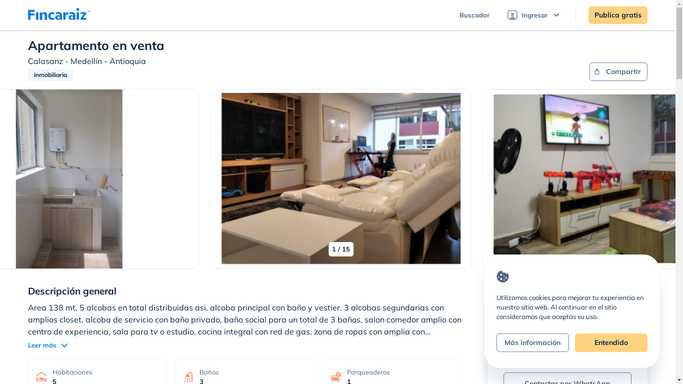 Fincaraiz
Buscador
Ingresar
Publica gratis
Apartamento en venta
Calasanz - Medellín - Antioquia
Inmobiliaria
Compartir
1 / 15
Descripción general
Area 138 mt, 5 alcobas en total distribuidas asi, alcoba principal con baño y vestier, 3 alcobas segundarias con
amplios closet, alcoba de servicio con baño privado, baño social para un total de 3 baños, salon comedor amplio con
centro de experiencia, sala para tv o estudio, cocina integral con red de gas, zona de ropas con amplia con...
Leer más
Habitaciones
5
Baños
3
Parqueaderos
1
Utilizamos cookies para mejorar tu experiencia en
nuestro sitio web. Al continuar en el sitio
consideramos que aceptas su uso.
Más información
Entendido
Contactar por WhatsApp